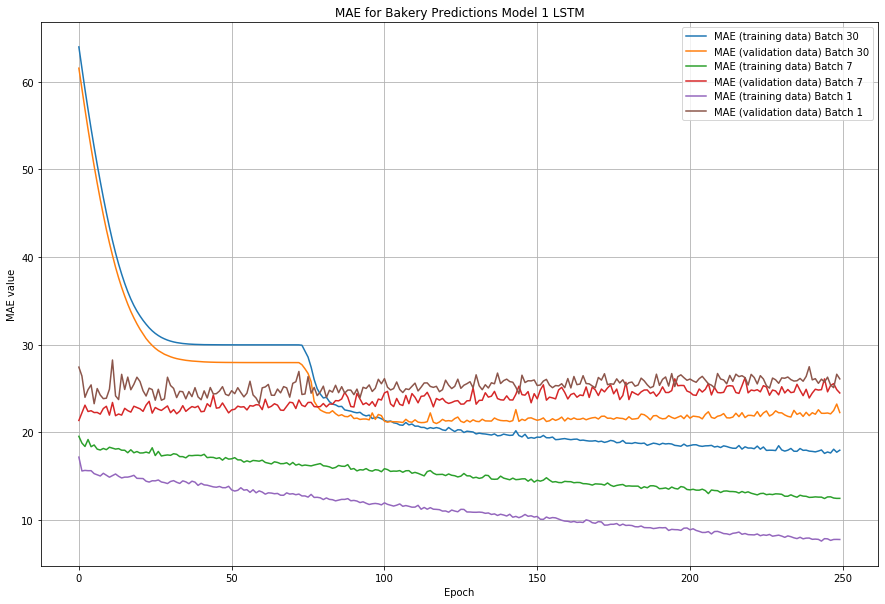 MAE for Bakery Predictions Model 1 LSTM
MAE (training data) Batch 30
MAE (validation data) Batch 30
MAE (training data) Batch 7
MAE (validation data) Batch 7
MAE (training data) Batch 1
MAE (validation data) Batch 1
MAE value
60
50
40
30
20
10
0
50
100
150
200
250
Epoch